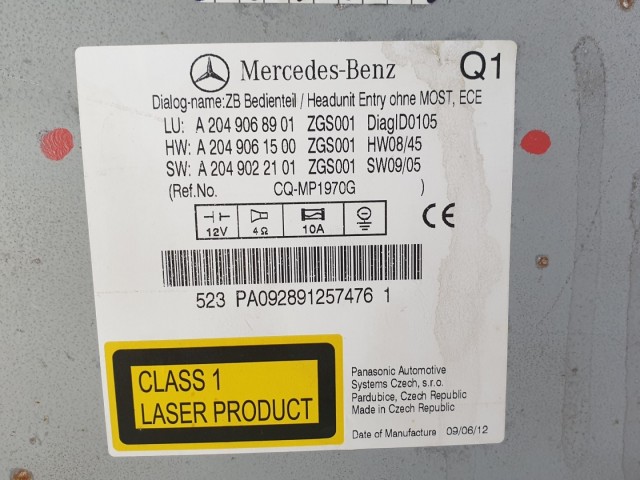 Mercedes-Benz Q1
Dialog-name:ZB Bedienteil / Headunit Entry ohne MOST, ECE
LU: A 204 906 89 01 ZGS001 DiagID0105
HW: A 204 906 15 00 ZGS001 HW08/45
SW: A 204 902 21 01 ZGS001 SW09/05
(Ref.No. CQ-MP1970G )
12V 4Ω 10A CE
523 PA092891257476 1
CLASS 1
LASER PRODUCT
Panasonic Automotive
Systems Czech, s.r.o.
Pardubice, Czech Republic
Made in Czech Republic
Date of Manufacture 09/06/12